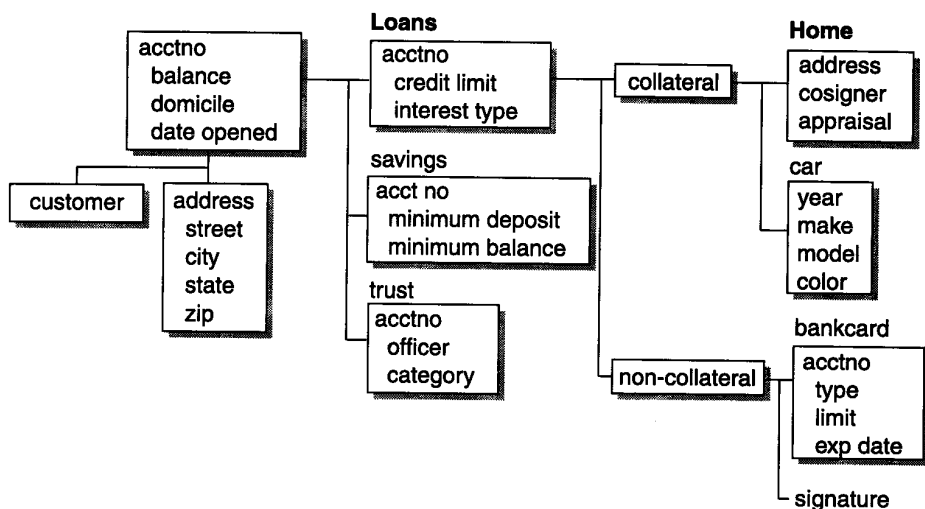 acctno
balance
domicile
date opened
customer
address
street
city
state
zip
Loans
acctno
credit limit
interest type
savings
acct no
minimum deposit
minimum balance
trust
acctno
officer
category
collateral
non-collateral
Home
address
cosigner
appraisal
car
year
make
model
color
bankcard
acctno
type
limit
exp date
signature